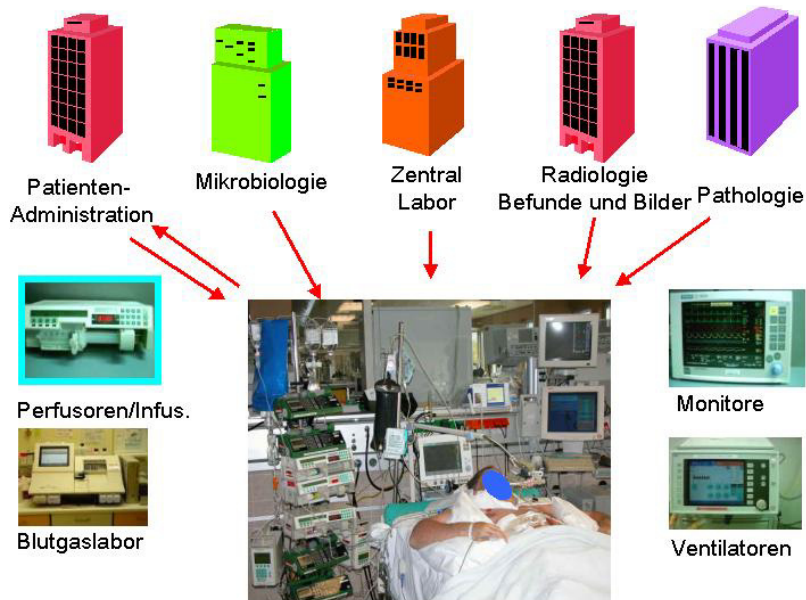 Patienten-
Administration
Mikrobiologie
Zentral
Labor
Radiologie
Befunde und Bilder
Pathologie
Perfusoren/Infus.
Monitore
Blutgaslabor
Ventilatoren